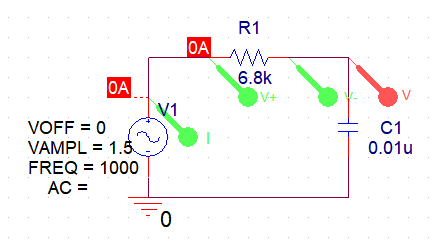 R1
0A
6.8k
0A
V+
V-
V
V1
I
C1
0.01u
VOFF = 0
VAMPL = 1.5
FREQ = 1000
AC =
0